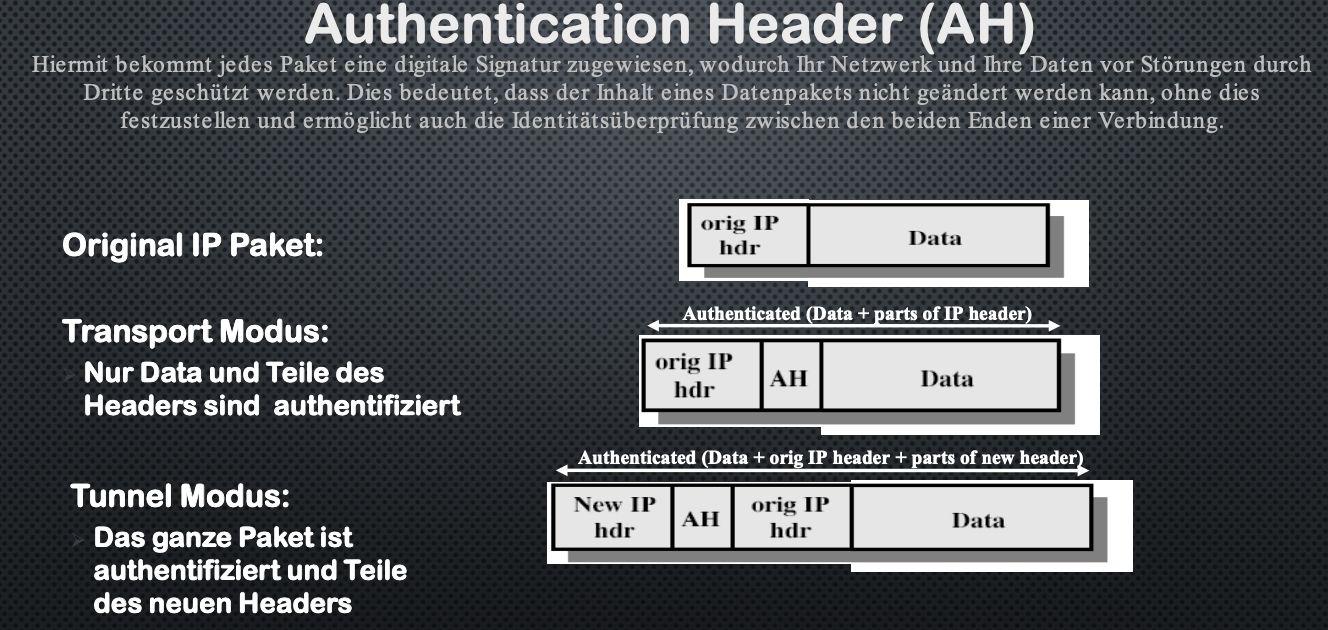 Authentication Header (AH)
Hiermit bekommt jedes Paket eine digitale Signatur zugewiesen, wodurch Ihr Netzwerk und Ihre Daten vor Störungen durch
Dritte geschützt werden. Dies bedeutet, dass der Inhalt eines Datenpakets nicht geändert werden kann, ohne dies
festzustellen und ermöglicht auch die Identitätsüberprüfung zwischen den beiden Enden einer Verbindung.
Original IP Paket:
orig IP
hdr
Data
Transport Modus:
Nur Data und Teile des
Headers sind authentifiziert
Authenticated (Data + parts of IP header)
orig IP
hdr
AH
Data
Tunnel Modus:
Das ganze Paket ist
authentifiziert und Teile
des neuen Headers
Authenticated (Data + orig IP header + parts of new header)
New IP
hdr
AH
orig IP
hdr
Data